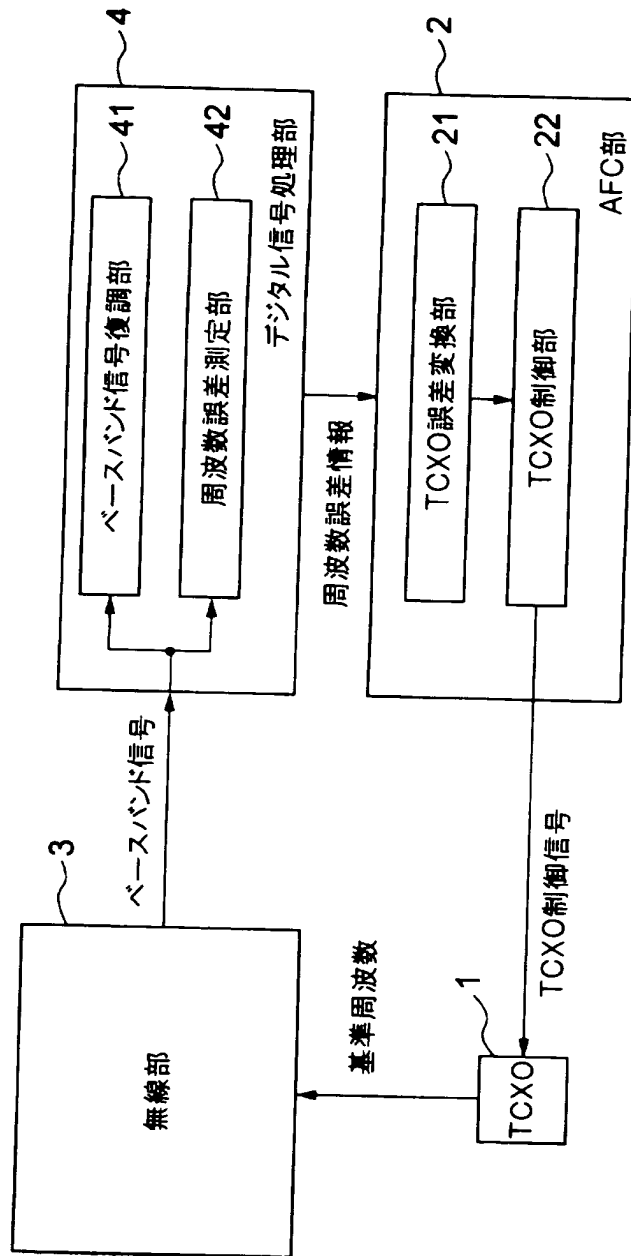 3
無線部
ベースバンド信号
4
ベースバンド信号復調部
41
周波数誤差測定部
42
デジタル信号処理部
基準周波数
周波数誤差情報
1
TCXO
TCXO制御信号
2
TCXO誤差変換部
21
TCXO制御部
22
AFC部